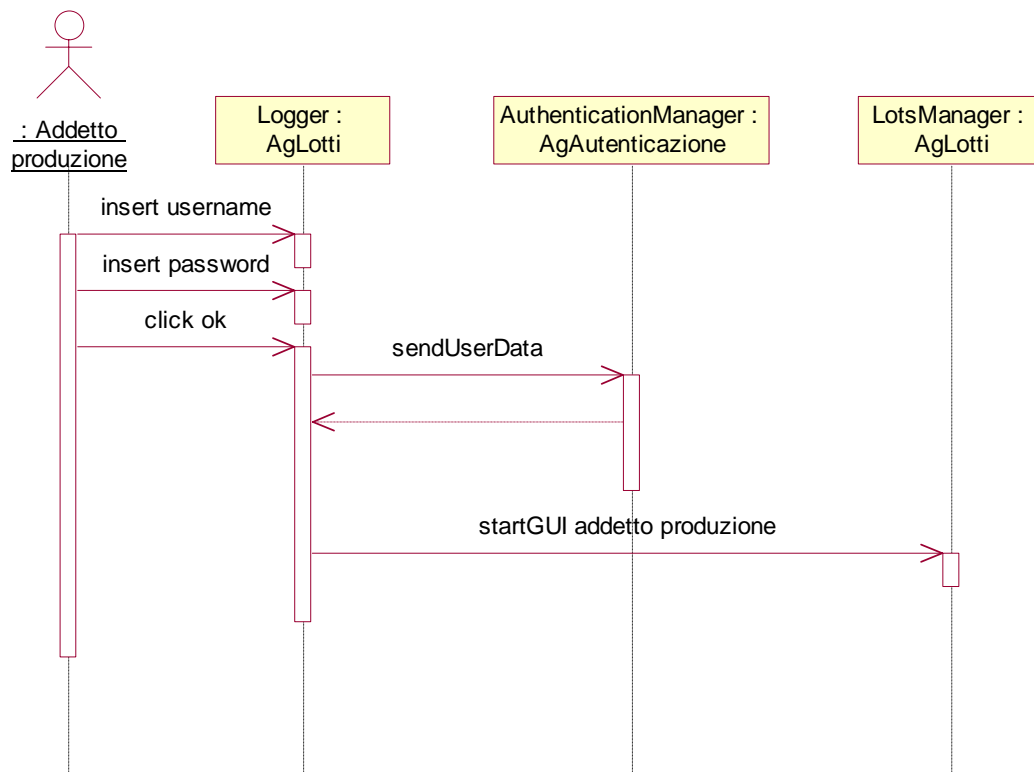 : Addetto
produzione
Logger :
AgLotti
AuthenticationManager :
AgAutenticazione
LotsManager :
AgLotti
insert username
insert password
click ok
sendUserData
startGUI addetto produzione